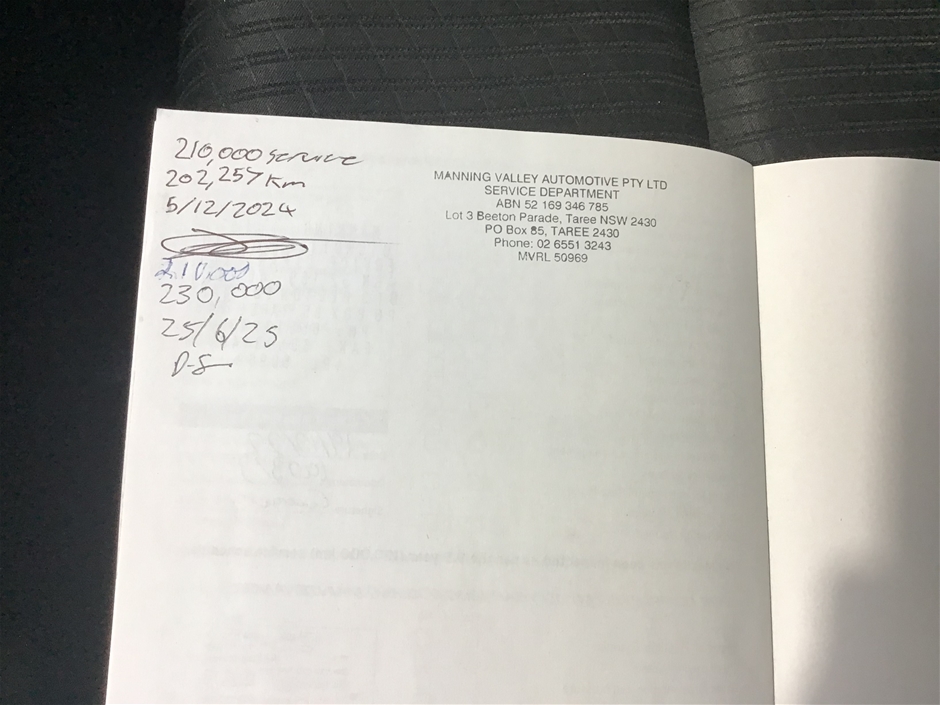 210,000 service
202,257 km
5/12/2024
230,000
25/6/25
D-S
MANNING VALLEY AUTOMOTIVE PTY LTD
SERVICE DEPARTMENT
ABN 52 169 346 785
Lot 3 Beeton Parade, Taree NSW 2430
PO Box 85, TAREE 2430
Phone: 02 6551 3243
MVRL 50969